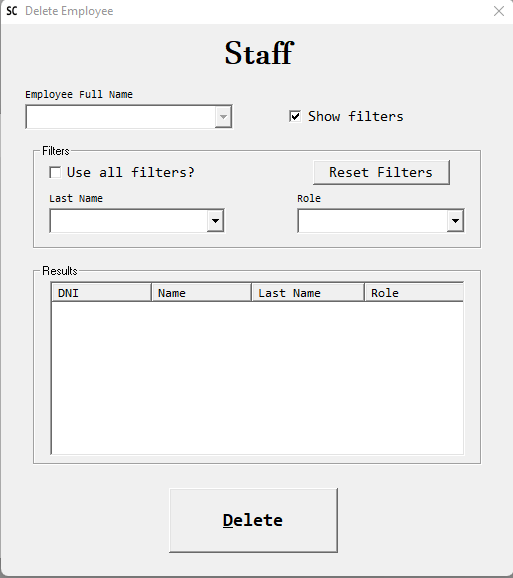 SC Delete Employee
Staff
Employee Full Name
Show filters
Filters
Use all filters?
Reset Filters
Last Name
Role
Results
DNI Name Last Name Role
Delete